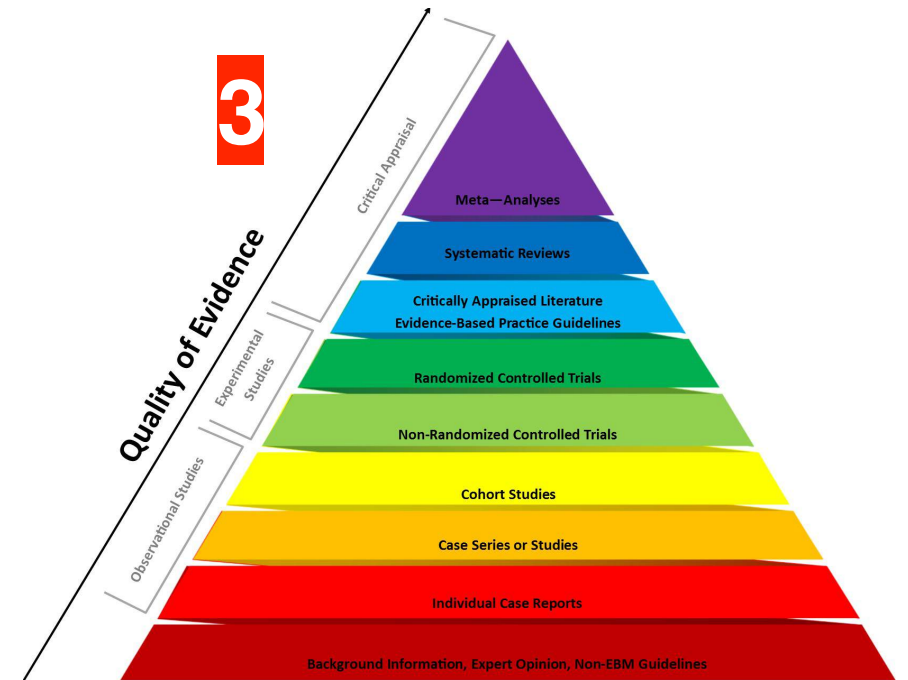 3
Quality of Evidence
Critical Appraisal
Experimental
Studies
Observational Studies
Meta—Analyses
Systematic Reviews
Critically Appraised Literature
Evidence-Based Practice Guidelines
Randomized Controlled Trials
Non-Randomized Controlled Trials
Cohort Studies
Case Series or Studies
Individual Case Reports
Background Information, Expert Opinion, Non-EBM Guidelines